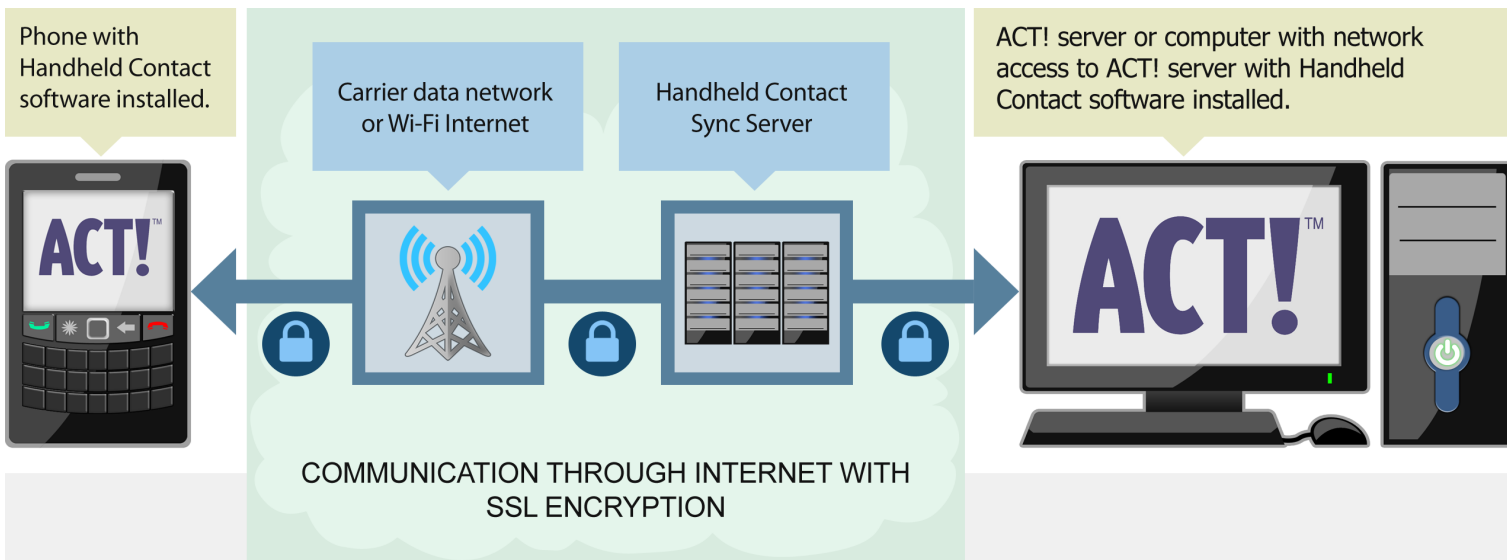 Phone with
Handheld Contact
software installed.
Carrier data network
or Wi-Fi Internet
Handheld Contact
Sync Server
ACT! server or computer with network
access to ACT! server with Handheld
Contact software installed.
ACT!™
ACT!™
COMMUNICATION THROUGH INTERNET WITH
SSL ENCRYPTION